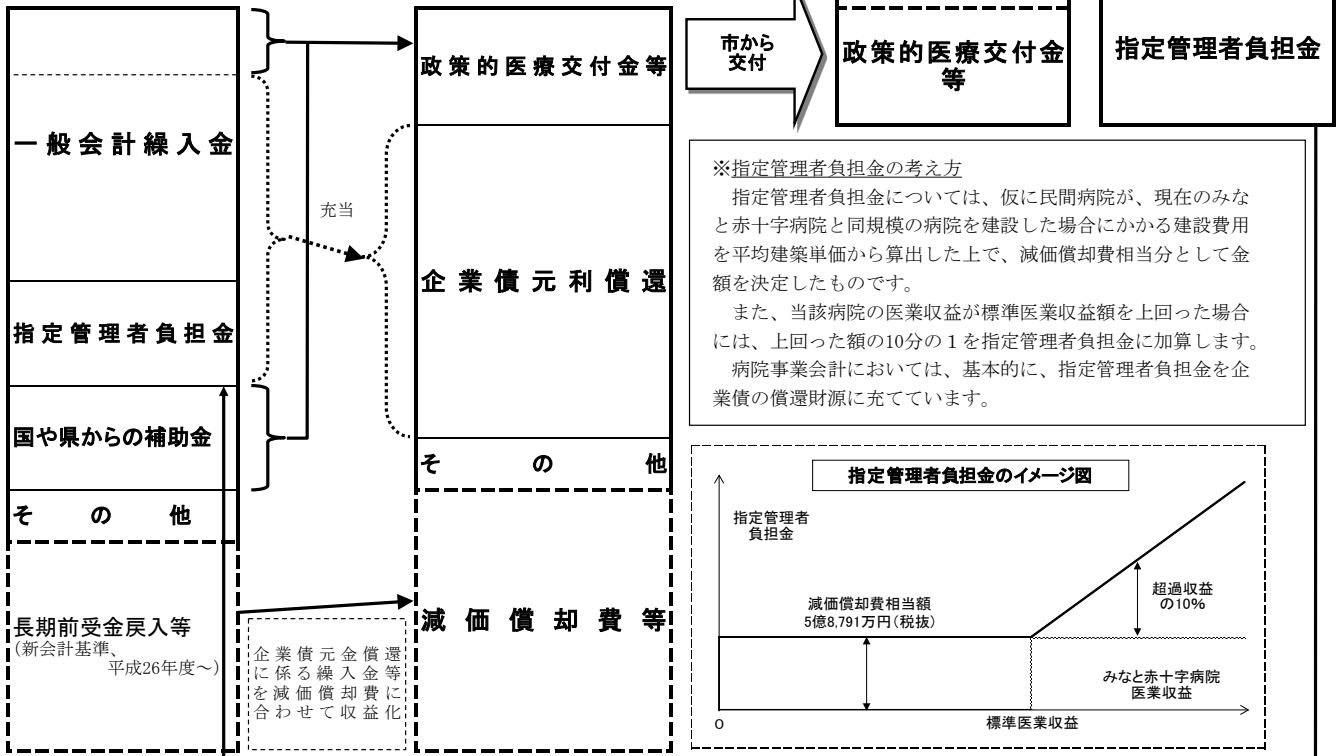 一般会計繰入金
指定管理者負担金
国や県からの補助金
その他
長期前受金戻入等
(新会計基準、
平成26年度～)
充当
企業債元金償還
に係る繰入金等
を減価償却費に
合わせて収益化
政策的医療交付金等
企業債元利償還
その他
減価償却費等
市から
交付
政策的医療交付金
等
指定管理者負担金
※指定管理者負担金の考え方
指定管理者負担金については、仮に民間病院が、現在のみな
と赤十字病院と同規模の病院を建設した場合にかかる建設費用
を平均建築単価から算出した上で、減価償却費相当分として金
額を決定したものです。
また、当該病院の医業収益が標準医業収益額を上回った場合
には、上回った額の10分の１を指定管理者負担金に加算します。
病院事業会計においては、基本的に、指定管理者負担金を企
業債の償還財源に充てています。
指定管理者負担金のイメージ図
指定管理者
負担金
減価償却費相当額
5億8,791万円(税抜)
超過収益
の10%
みなと赤十字病院
医業収益
0
標準医業収益